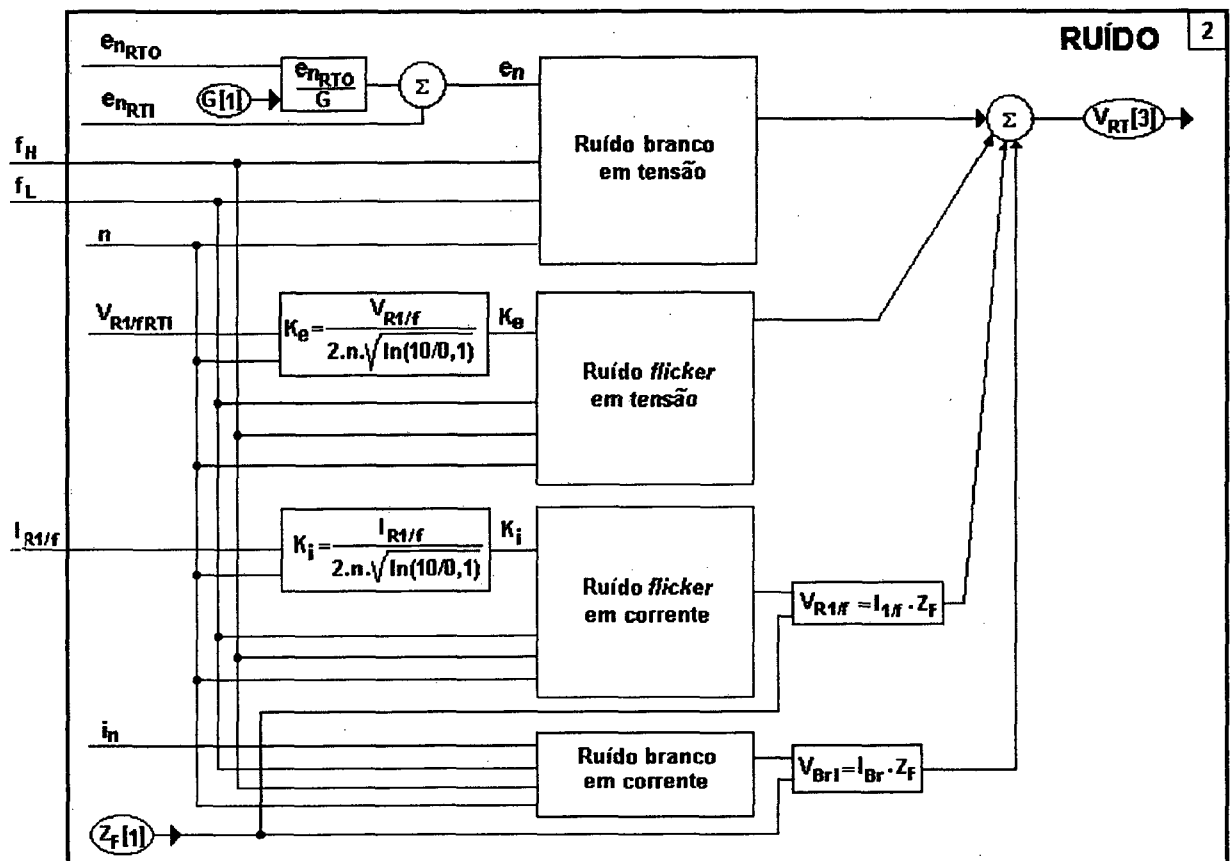 RUÍDO 2
e_nRTO
e_nRTO / G
G[1]
e_nRTI
Σ
e_n
Ruído branco
em tensão
Σ
V_RT[3]
f_H
f_L
n
V_R1/fRTI
K_e = V_R1/f / 2.n.√ln(10/0,1)
K_e
Ruído flicker
em tensão
I_R1/f
K_i = I_R1/f / 2.n.√ln(10/0,1)
K_i
Ruído flicker
em corrente
V_R1/f = I_1/f . Z_F
i_n
Ruído branco
em corrente
V_BrI = I_Br . Z_F
Z_F[1]